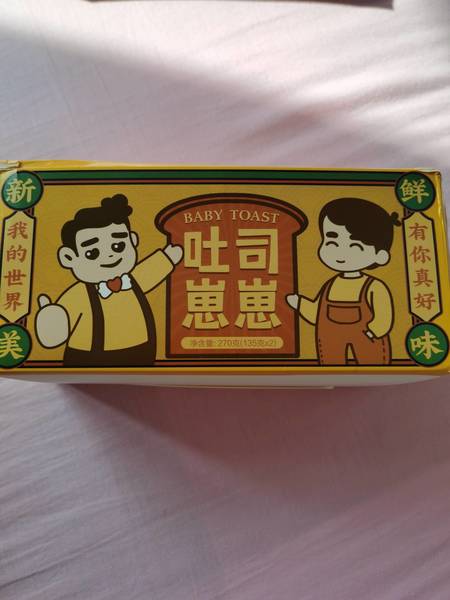 新
鲜
我的世界
有你真好
BABY TOAST
吐司
崽崽
净含量: 270克(135克x2)
美
味